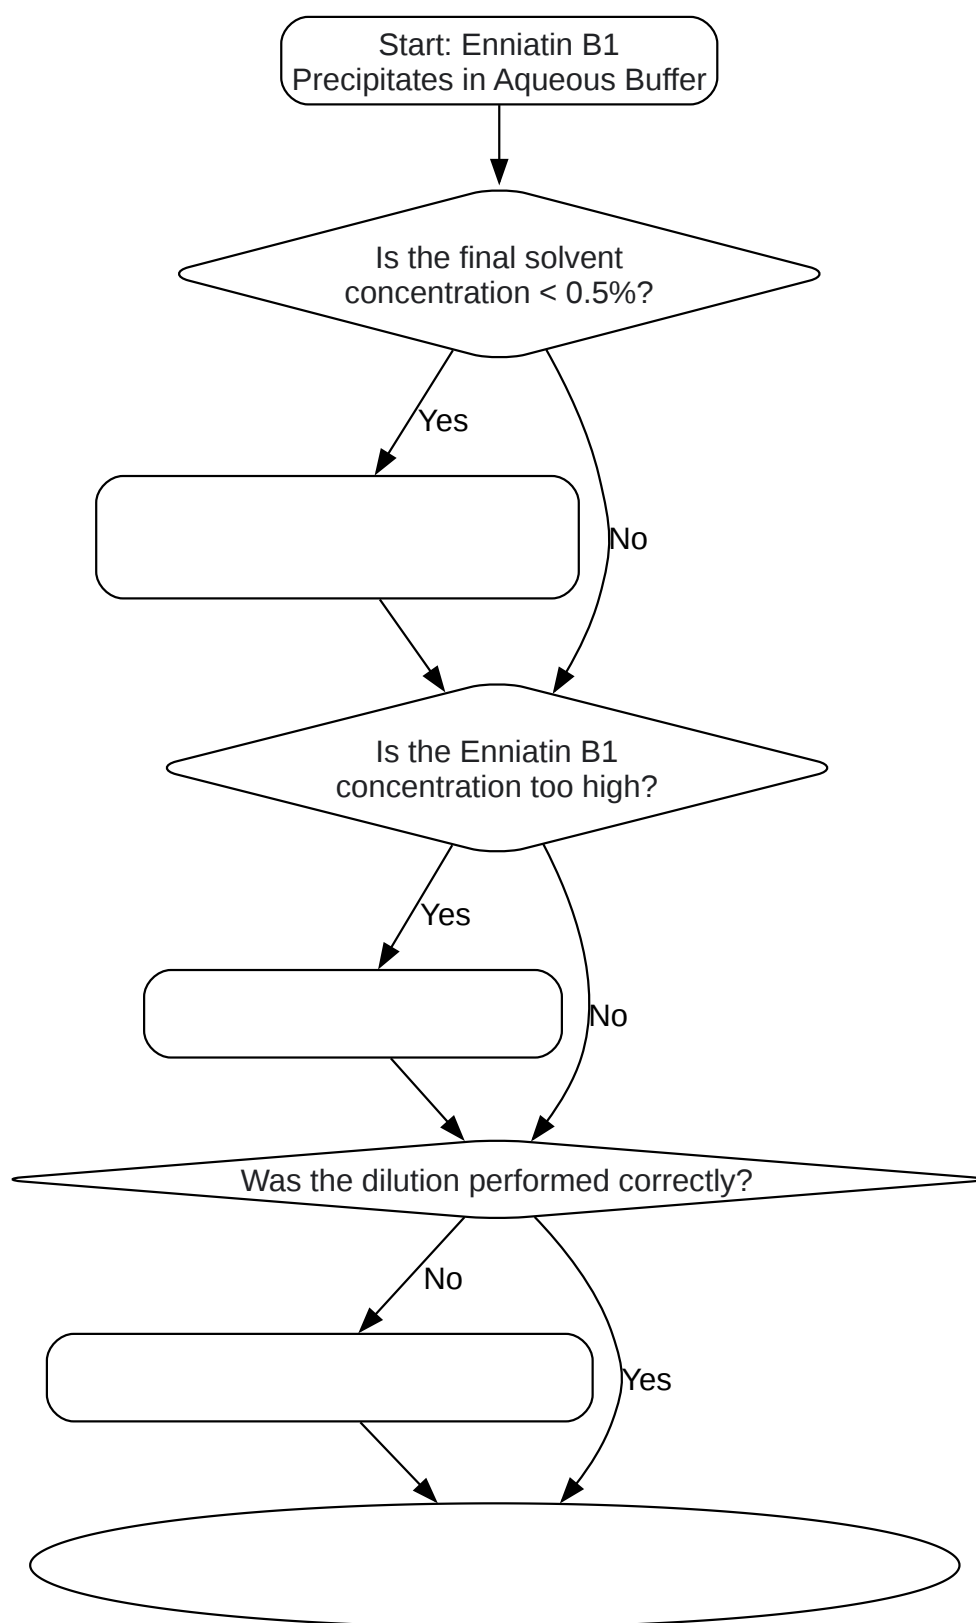 Start: Enniatin B1
Precipitates in Aqueous Buffer
Is the final solvent
concentration < 0.5%?
Yes
No
Is the Enniatin B1
concentration too high?
Yes
No
Was the dilution performed correctly?
No
Yes